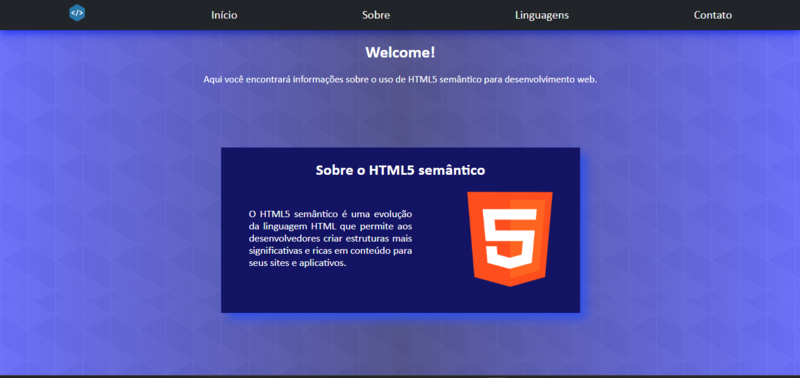 </>
Início Sobre Linguagens Contato
Welcome!
Aqui você encontrará informações sobre o uso de HTML5 semântico para desenvolvimento web.
Sobre o HTML5 semântico
O HTML5 semântico é uma evolução
da linguagem HTML que permite aos
desenvolvedores criar estruturas mais
significativas e ricas em conteúdo para
seus sites e aplicativos.
5